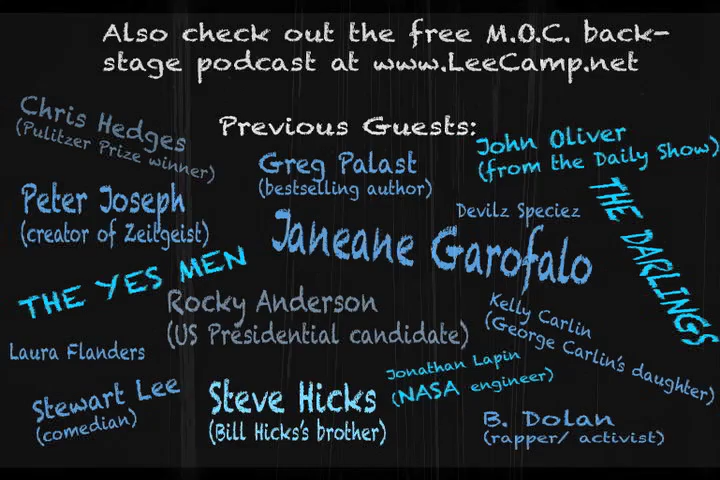 Also check out the free M.O.C. back-
stage podcast at www.LeeCamp.net
Previous Guests:
Chris Hedges
(Pulitzer Prize winner)
Greg Palast
(bestselling author)
John Oliver
(from the Daily Show)
Peter Joseph
(creator of Zeitgeist)
Janeane Garofalo
Devilz Speciez
THE DARLINGS
THE YES MEN
Rocky Anderson
(US Presidential candidate)
Kelly Carlin
(George Carlin's daughter)
Laura Flanders
Jonathan Lapin
(NASA engineer)
Stewart Lee
(comedian)
Steve Hicks
(Bill Hicks's brother)
B. Dolan
(rapper/ activist)